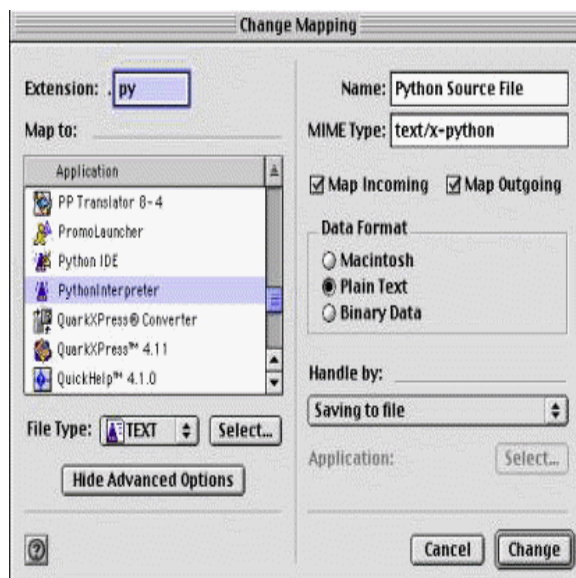 Change Mapping
Extension: .py
Map to:
Application
PP Translator 8-4
PromoLauncher
Python IDE
PythonInterpreter
QuarkXPress® Converter
QuarkXPress™ 4.11
QuickHelp™ 4.1.0
File Type: TEXT Select...
Hide Advanced Options
Name: Python Source File
MIME Type: text/x-python
Map Incoming Map Outgoing
Data Format
Macintosh
Plain Text
Binary Data
Handle by:
Saving to file
Application: Select...
?
Cancel Change